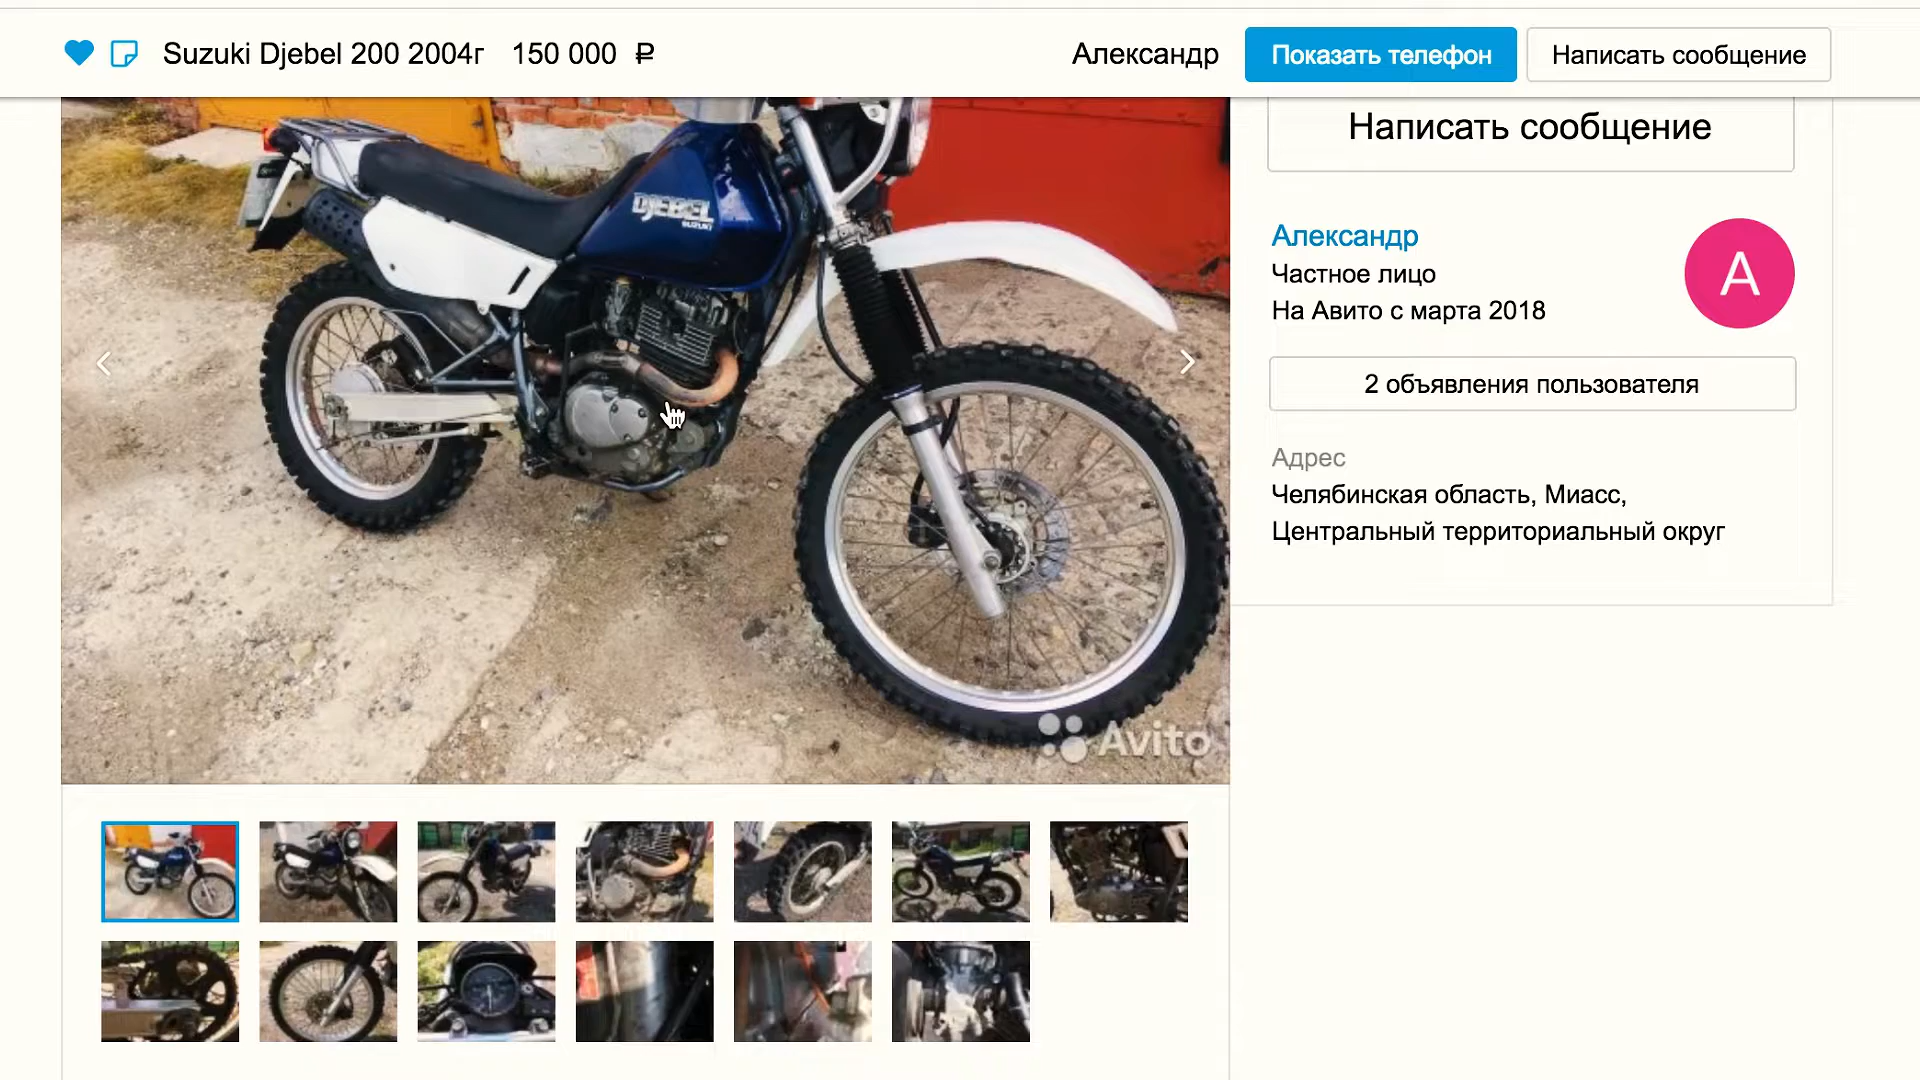 Suzuki Djebel 200 2004г 150 000 ₽
Александр
Показать телефон
Написать сообщение
Написать сообщение
DJEBEL
SUZUKI
Александр
Частное лицо
На Авито с марта 2018
A
2 объявления пользователя
Адрес
Челябинская область, Миасс,
Центральный территориальный округ
Avito